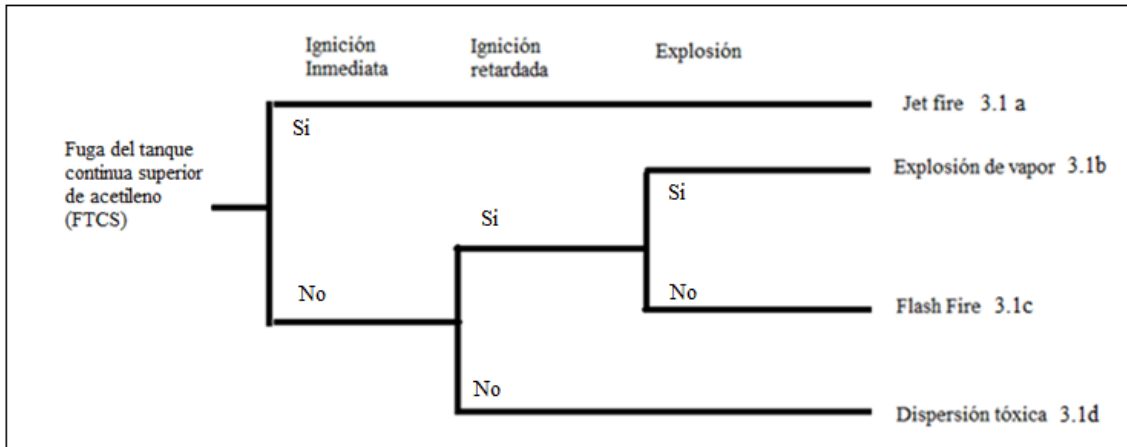 Ignición
Inmediata
Ignición
retardada
Explosión
Jet fire 3.1 a
Si
Fuga del tanque
continua superior
de acetileno
(FTCS)
Explosión de vapor 3.1b
Si
Si
No
No
Flash Fire 3.1c
No
Dispersión tóxica 3.1d